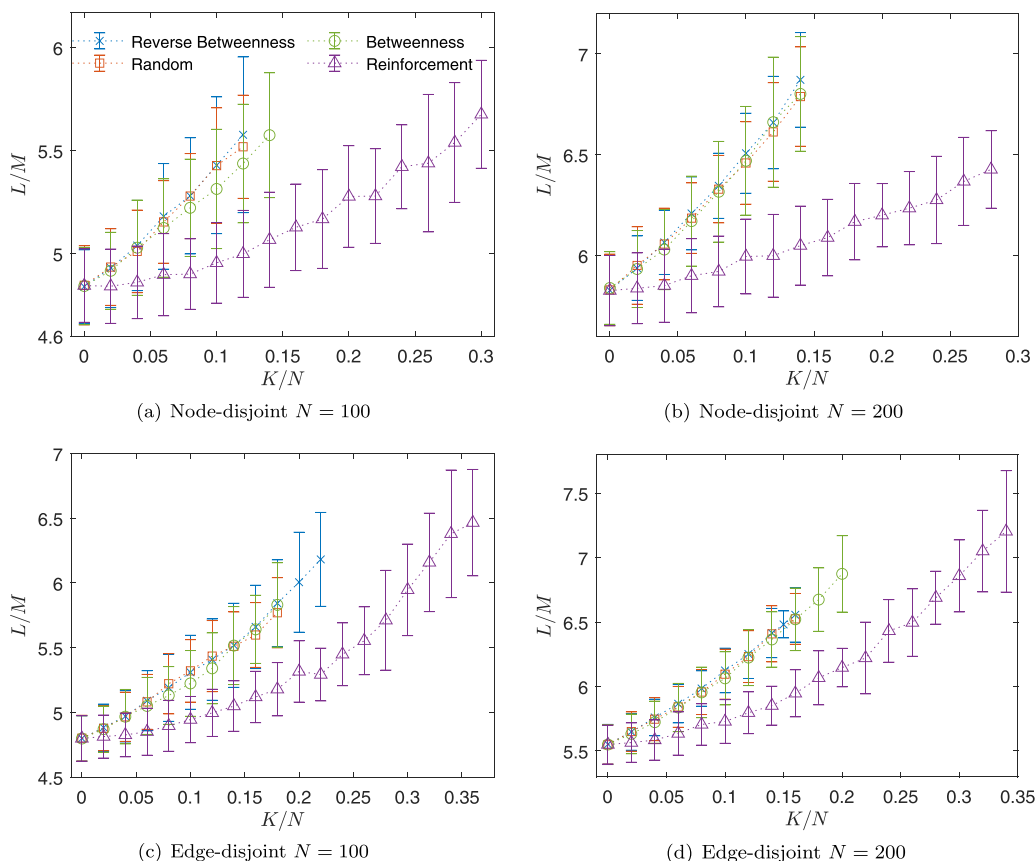 6
5.5
5
4.6
L/M
Reverse Betweenness
Random
Betweenness
Reinforcement
0 0.05 0.1 0.15 0.2 0.25 0.3
K/N
(a) Node-disjoint N = 100
7
6.5
6
L/M
0 0.05 0.1 0.15 0.2 0.25 0.3
K/N
(b) Node-disjoint N = 200
7
6.5
6
5.5
5
4.5
L/M
0 0.05 0.1 0.15 0.2 0.25 0.3 0.35
K/N
(c) Edge-disjoint N = 100
7.5
7
6.5
6
5.5
L/M
0 0.05 0.1 0.15 0.2 0.25 0.3 0.35
K/N
(d) Edge-disjoint N = 200